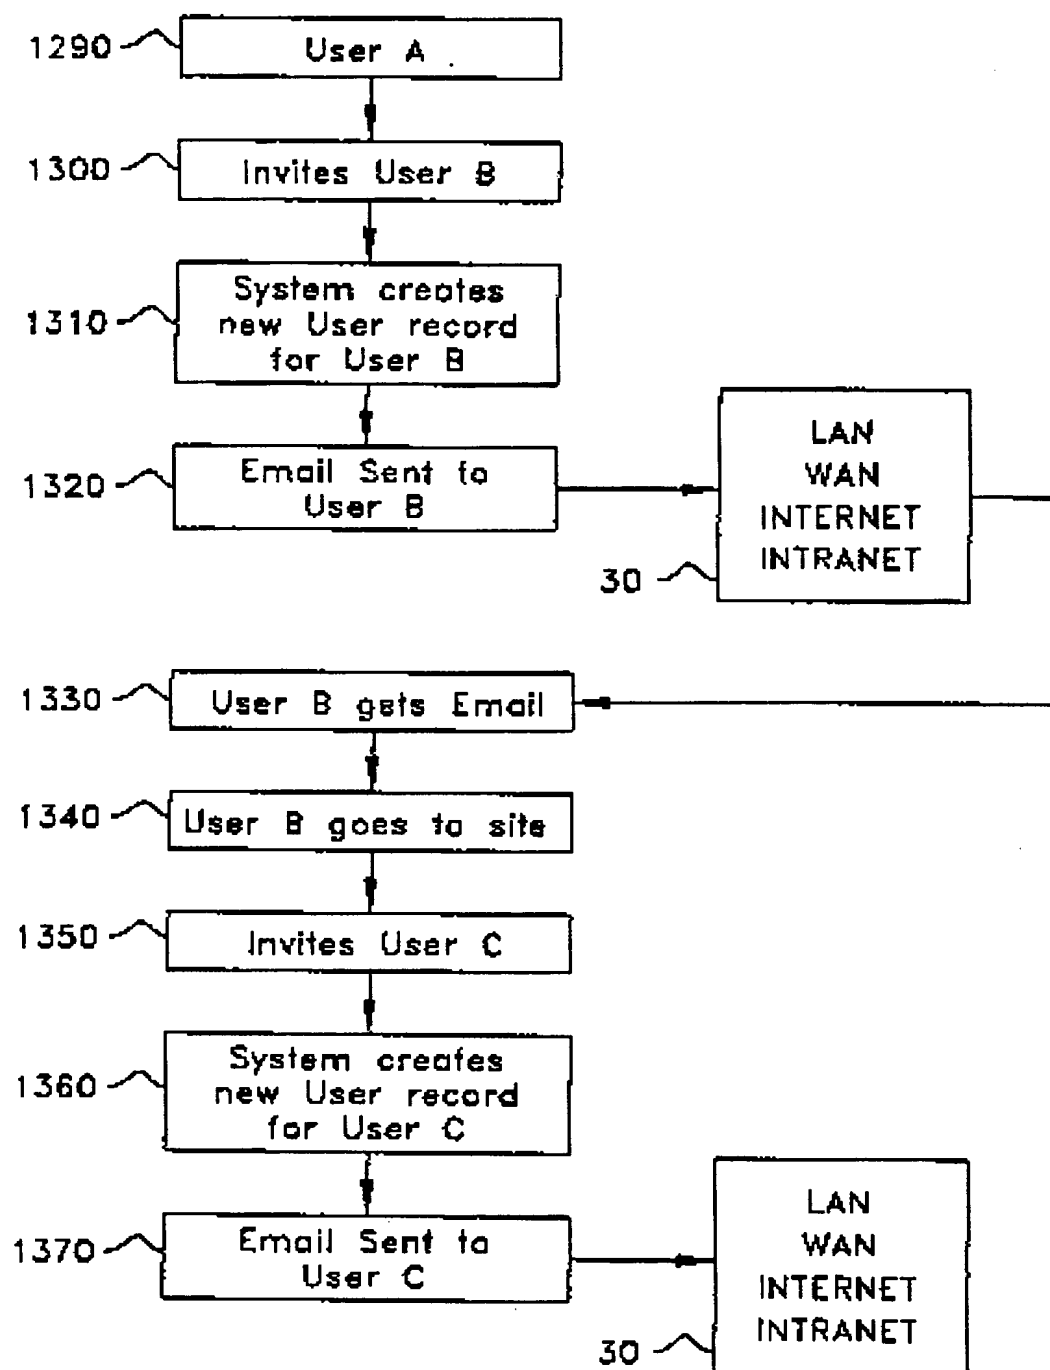 1290
User A
1300
Invites User B
1310
System creates
new User record
for User B
1320
Email Sent to
User B
LAN
WAN
INTERNET
INTRANET
30
1330
User B gets Email
1340
User B goes to site
1350
Invites User C
1360
System creates
new User record
for User C
1370
Email Sent to
User C
LAN
WAN
INTERNET
INTRANET
30